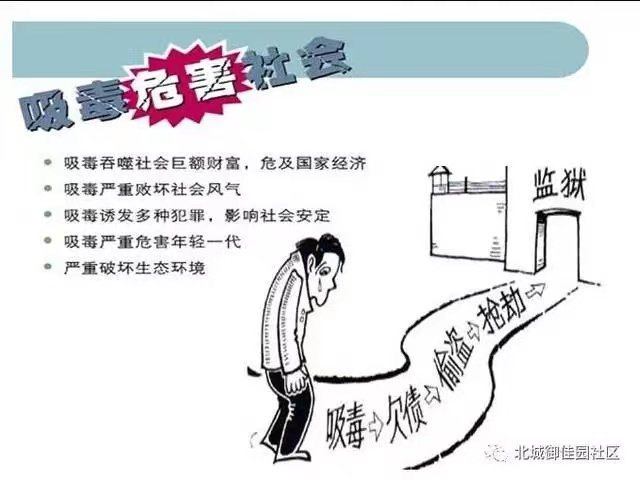 吸毒危害社会
吸毒吞噬社会巨额财富，危及国家经济
吸毒严重败坏社会风气
吸毒诱发多种犯罪，影响社会安定
吸毒严重危害年轻一代
严重破坏生态环境
监狱
吸毒⇨欠债⇨偷盗⇨抢劫⇨
北城御佳园社区